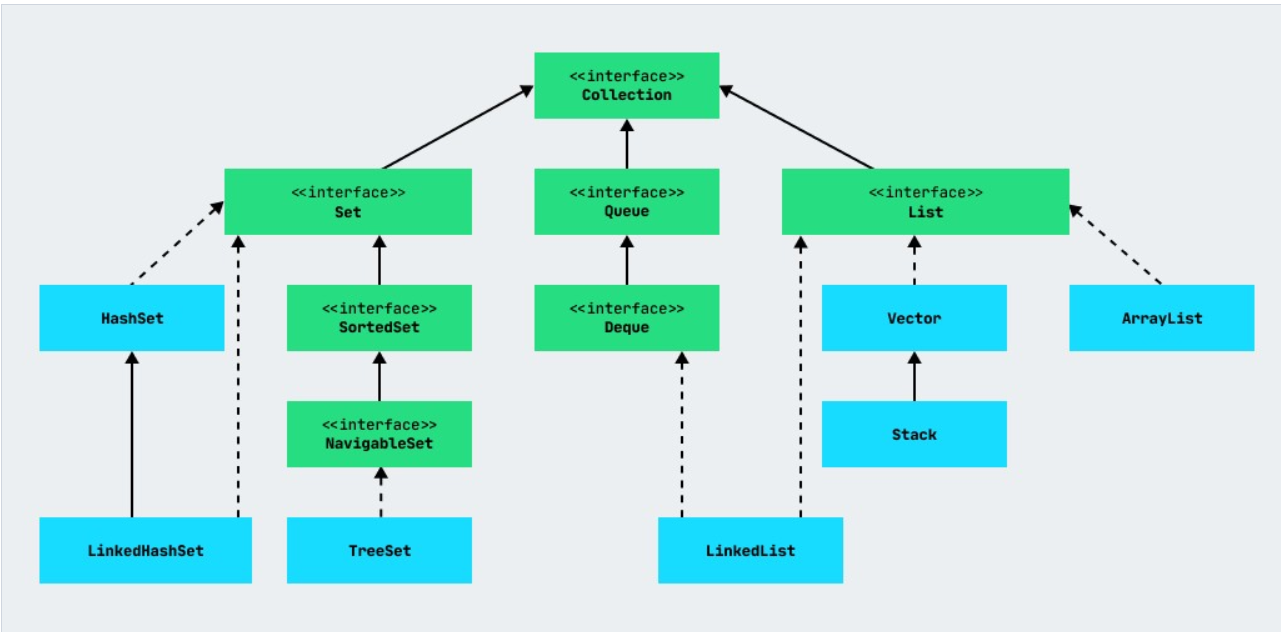 <<interface>>
Collection
<<interface>>
Set
<<interface>>
Queue
<<interface>>
List
HashSet
<<interface>>
SortedSet
<<interface>>
Deque
Vector
ArrayList
<<interface>>
NavigableSet
Stack
LinkedHashSet
TreeSet
LinkedList